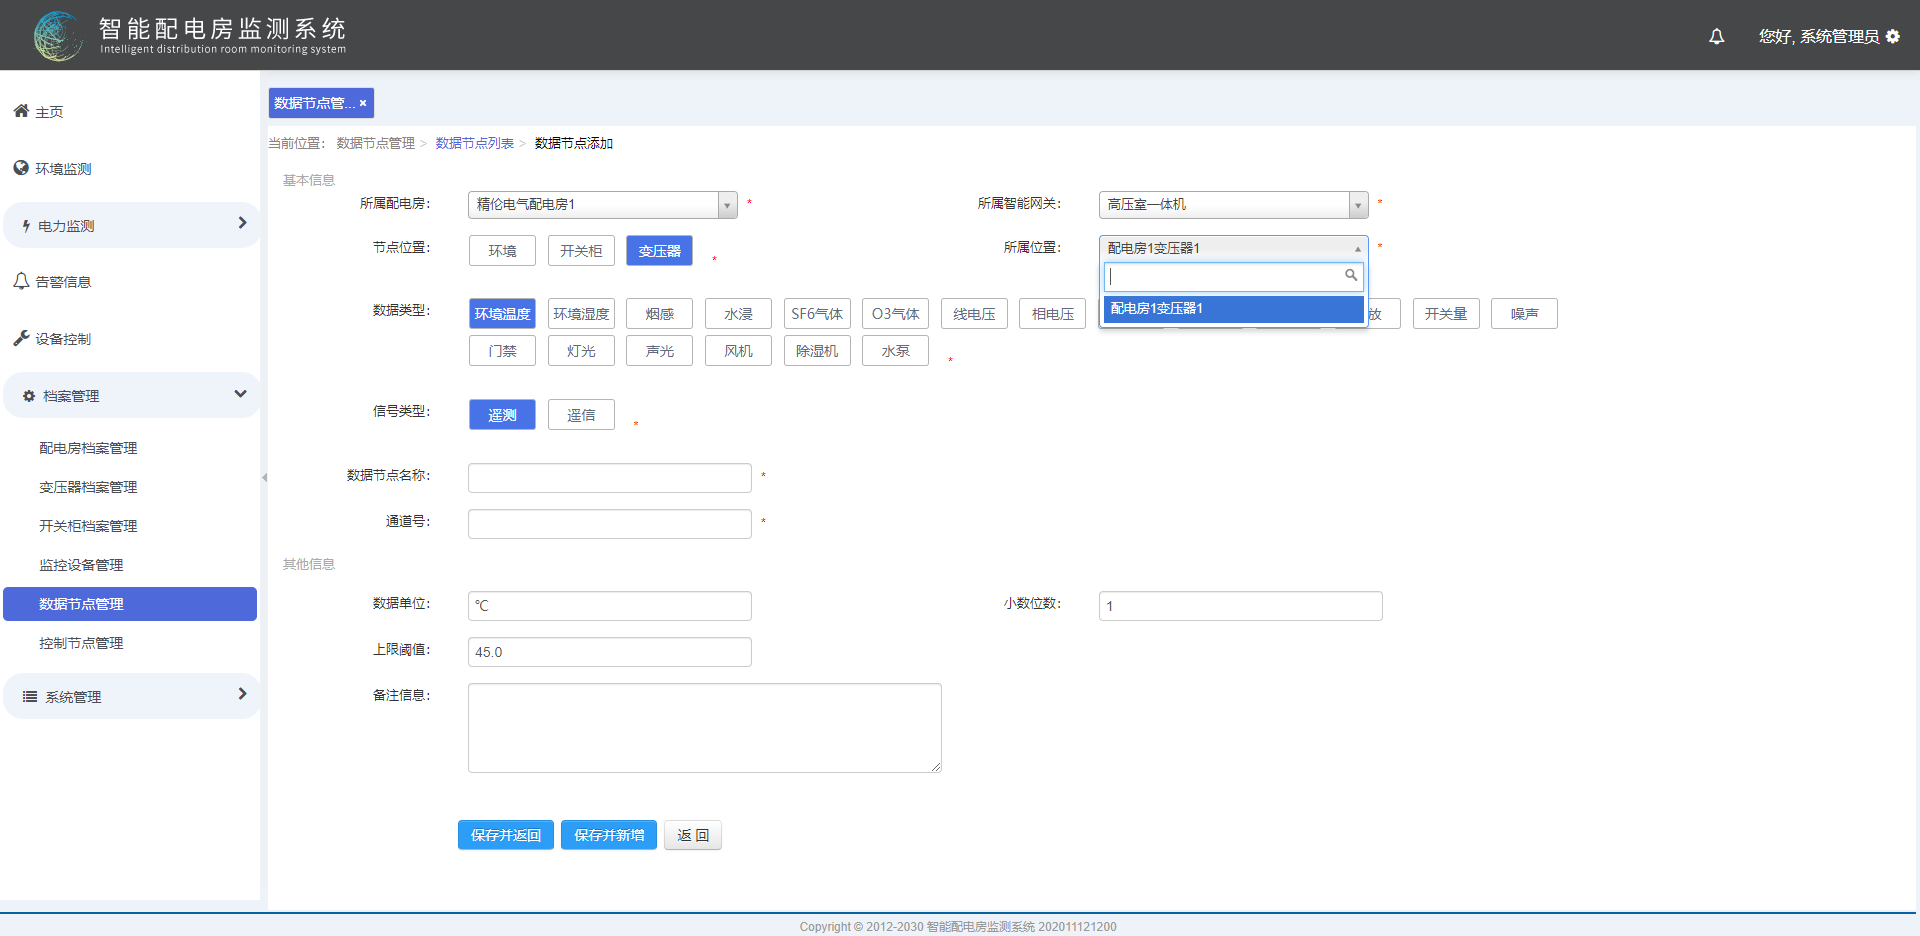 智能配电房监测系统
Intelligent distribution room monitoring system
您好, 系统管理员
主页
环境监测
电力监测
告警信息
设备控制
档案管理
配电房档案管理
变压器档案管理
开关柜档案管理
监控设备管理
数据节点管理
控制节点管理
系统管理
数据节点管... ×
当前位置： 数据节点管理 > 数据节点列表 > 数据节点添加
基本信息
所属配电房： 精伦电气配电房1 * 所属智能网关： 高压室一体机 *
节点位置： 环境 开关柜 变压器 * 所属位置： 配电房1变压器1 *
配电房1变压器1
数据类型： 环境温度 环境湿度 烟感 水浸 SF6气体 O3气体 线电压 相电压 放 开关量 噪声
门禁 灯光 声光 风机 除湿机 水泵 *
信号类型： 遥测 遥信 *
数据节点名称： *
通道号： *
其他信息
数据单位： ℃ 小数位数： 1
上限阈值： 45.0
备注信息：
保存并返回 保存并新增 返 回
Copyright © 2012-2030 智能配电房监测系统 202011121200